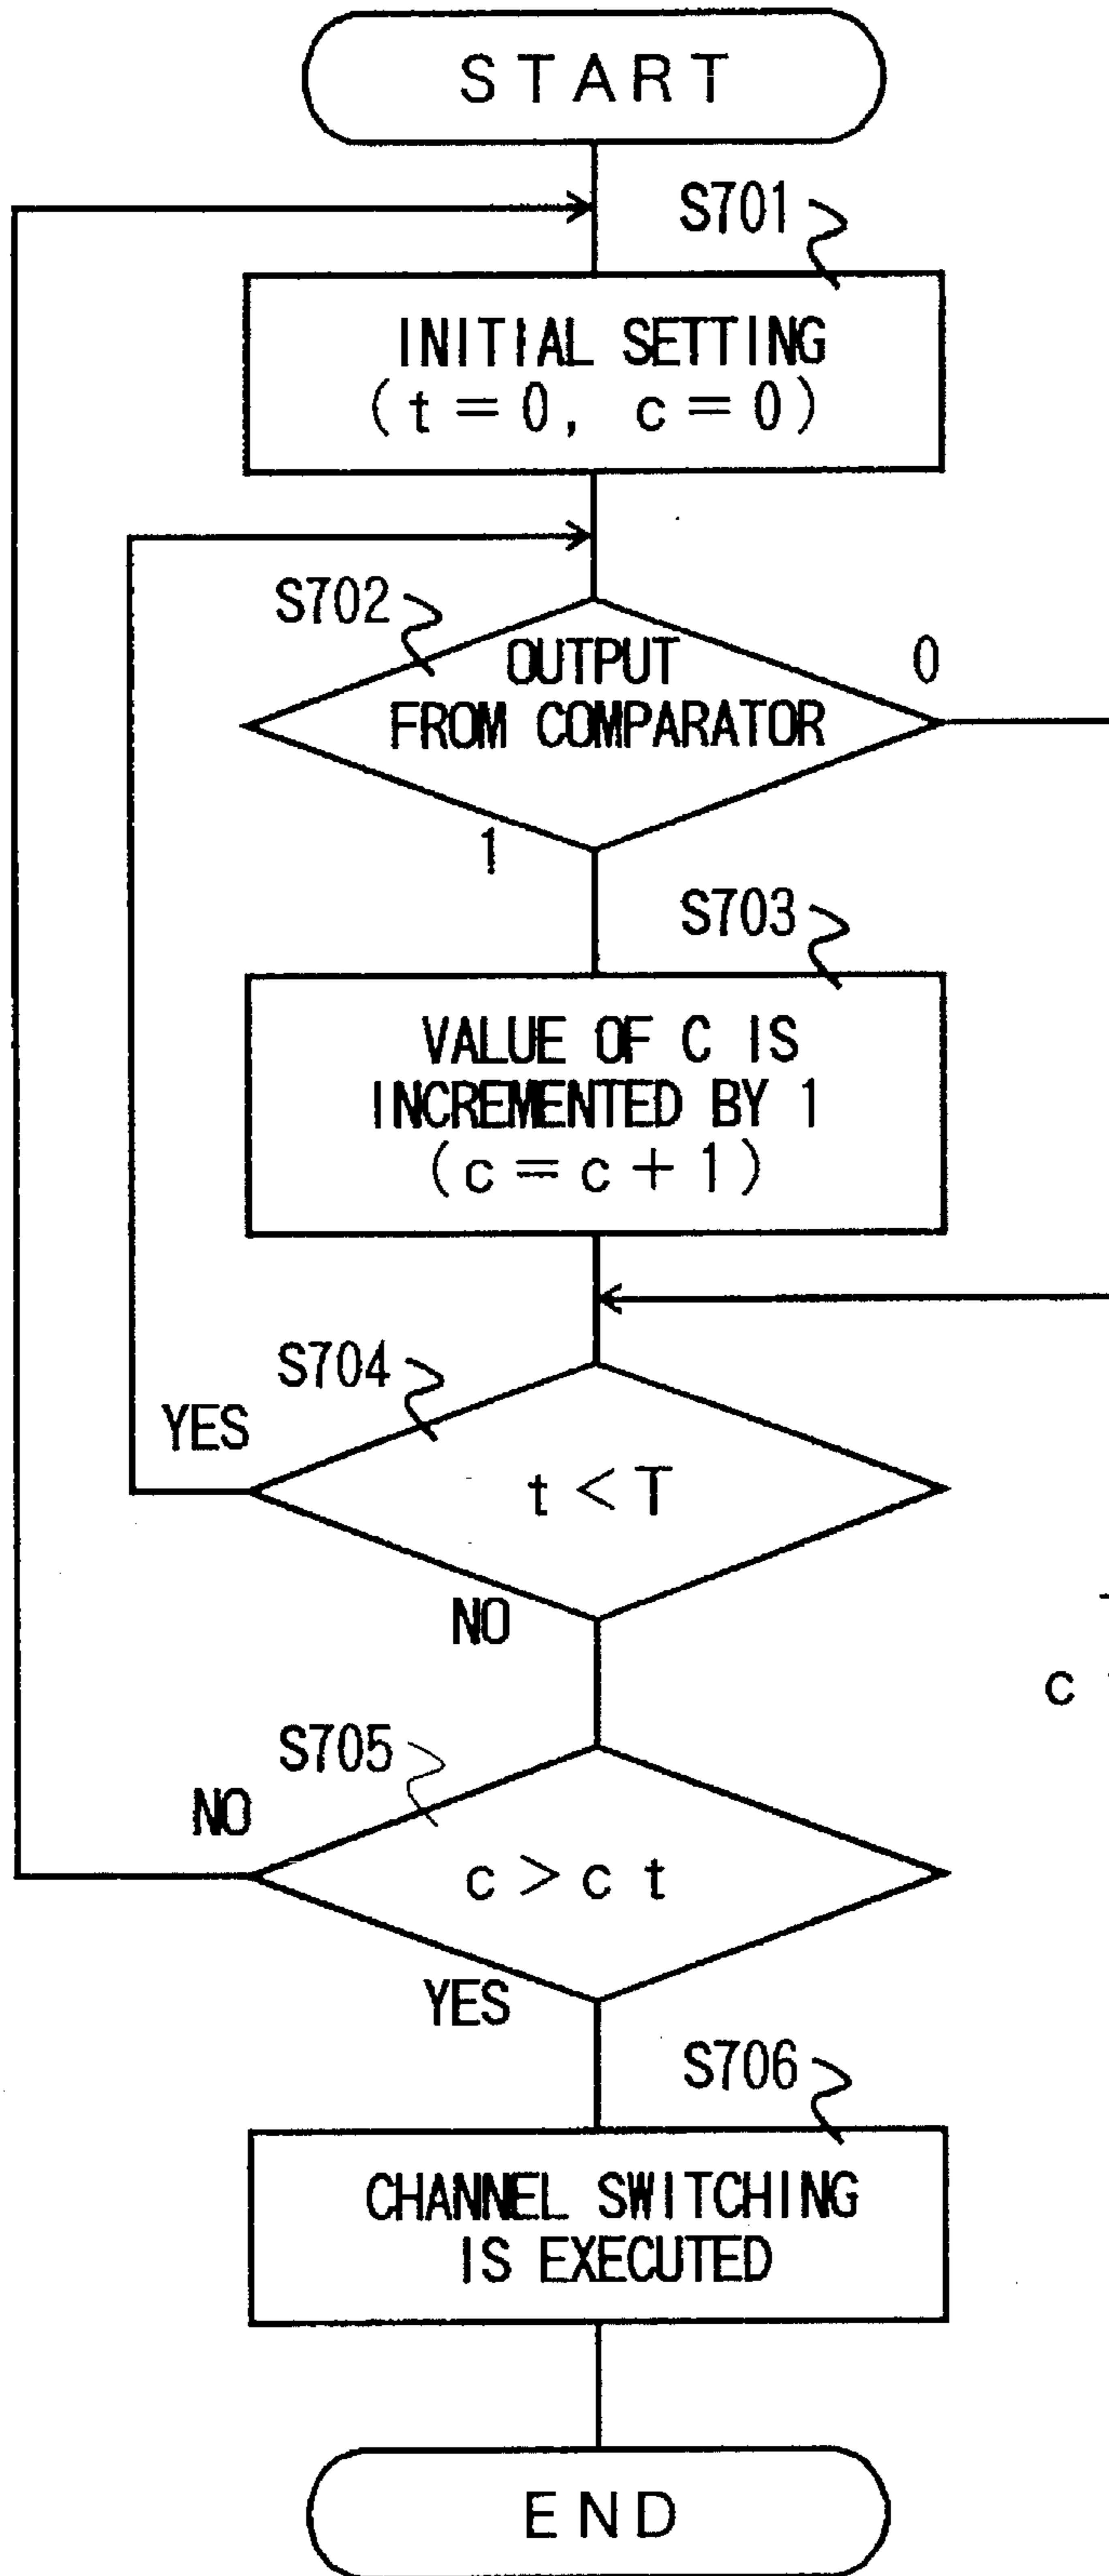 START
S701
INITIAL SETTING
(t=0, c=0)
S702
OUTPUT
FROM COMPARATOR
0
1
S703
VALUE OF C IS
INCREMENTED BY 1
(c=c+1)
S704
YES
t<T
NO
c
S705
NO
c>ct
YES
S706
CHANNEL SWITCHING
IS EXECUTED
END